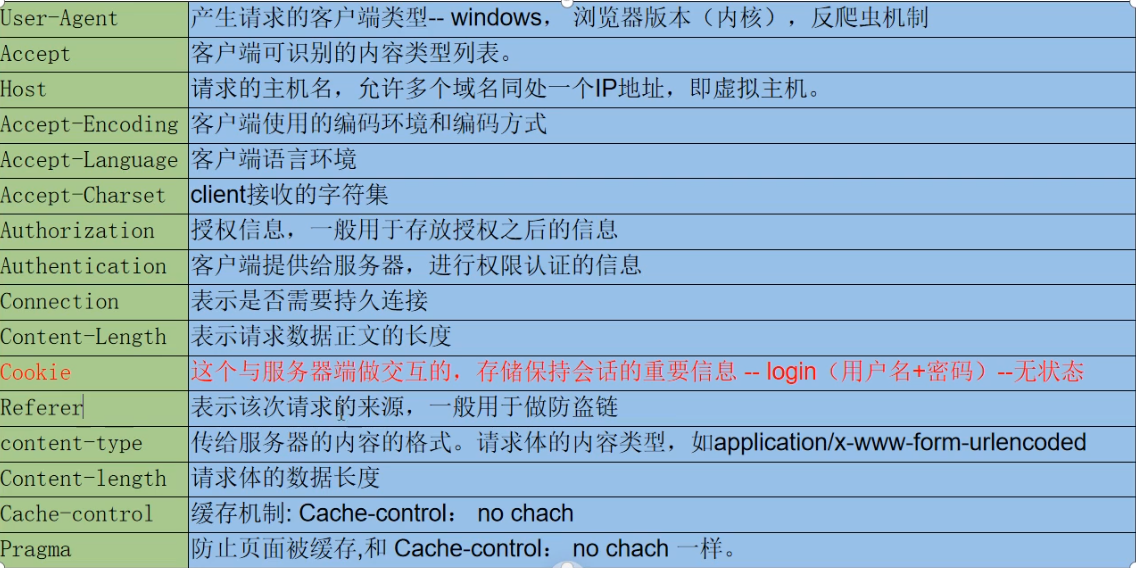 User-Agent 产生请求的客户端类型-- windows， 浏览器版本（内核），反爬虫机制
Accept 客户端可识别的内容类型列表。
Host 请求的主机名，允许多个域名同处一个IP地址，即虚拟主机。
Accept-Encoding 客户端使用的编码环境和编码方式
Accept-Language 客户端语言环境
Accept-Charset client接收的字符集
Authorization 授权信息，一般用于存放授权之后的信息
Authentication 客户端提供给服务器，进行权限认证的信息
Connection 表示是否需要持久连接
Content-Length 表示请求数据正文的长度
Cookie 这个与服务器端做交互的，存储保持会话的重要信息 -- login（用户名+密码）--无状态
Referer 表示该次请求的来源，一般用于做防盗链
content-type 传给服务器的内容的格式。请求体的内容类型，如application/x-www-form-urlencoded
Content-length 请求体的数据长度
Cache-control 缓存机制: Cache-control： no chach
Pragma 防止页面被缓存,和 Cache-control： no chach 一样。